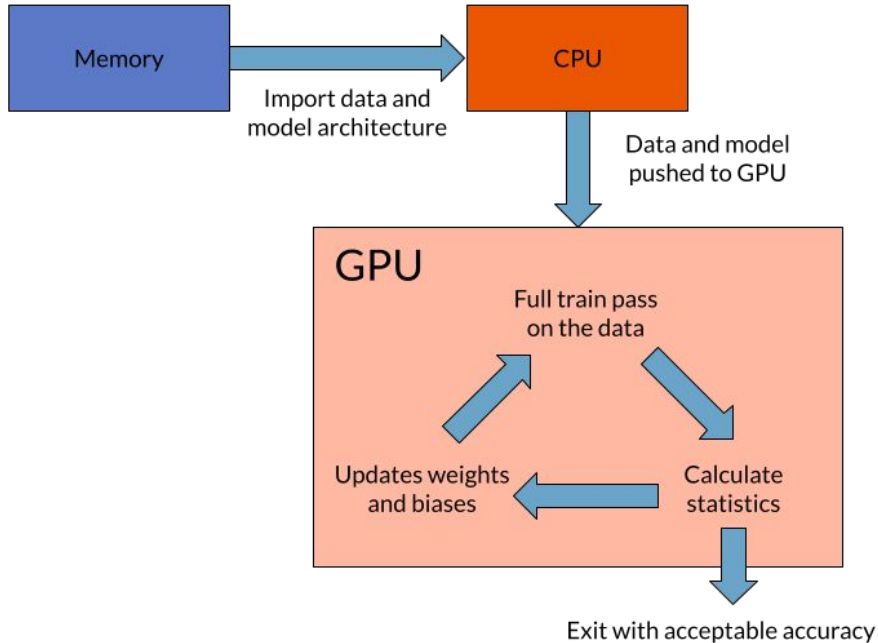 Memory
CPU
Import data and
model architecture
Data and model
pushed to GPU
GPU
Full train pass
on the data
Updates weights
and biases
Calculate
statistics
Exit with acceptable accuracy